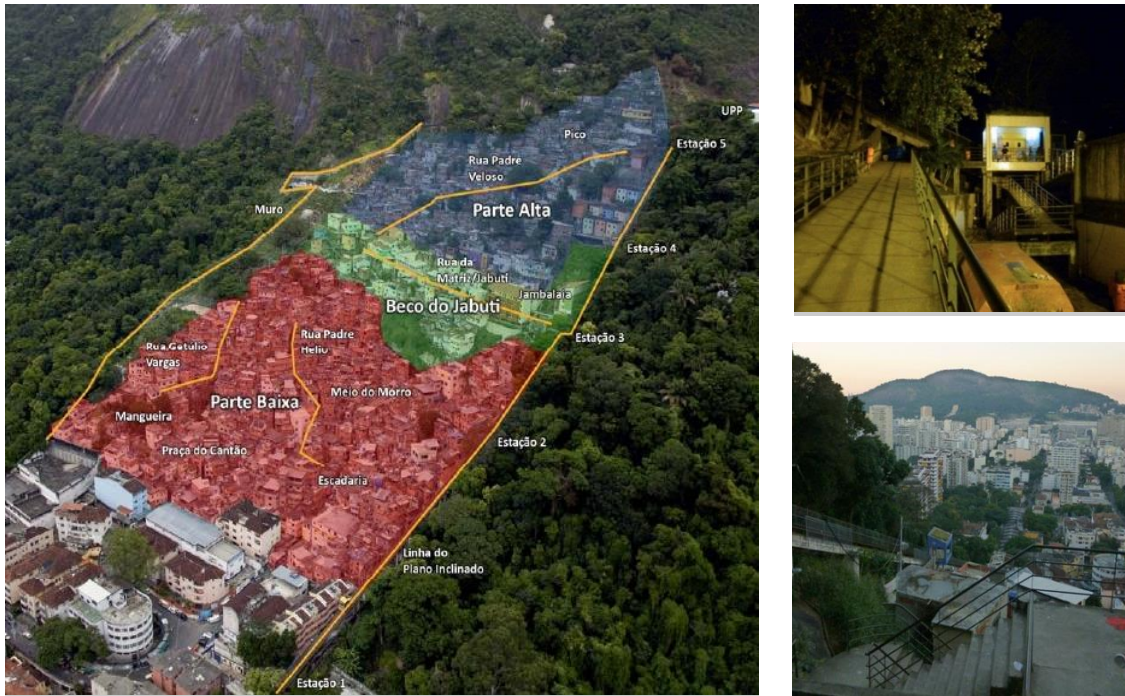 UPP
Pico
Estação 5
Rua Padre
Veloso
Muro
Parte Alta
Estação 4
Rua da
Matriz/Jabuti
Jambalaia
Beco do Jabuti
Estação 3
Rua Getúlio
Vargas
Rua Padre
Hélio
Meio do Morro
Parte Baixa
Mangueira
Estação 2
Praça do Cantão
Escadaria
Linha do
Plano Inclinado
Estação 1